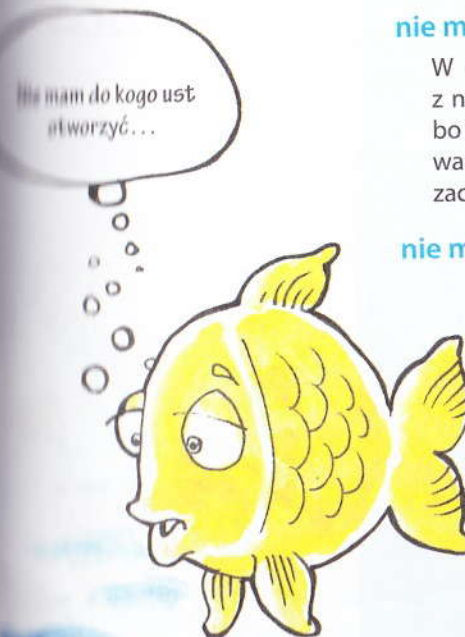 Nie mam do kogo ust
otworzyć...
nie m
W
z n
bo
wa
zac
nie m